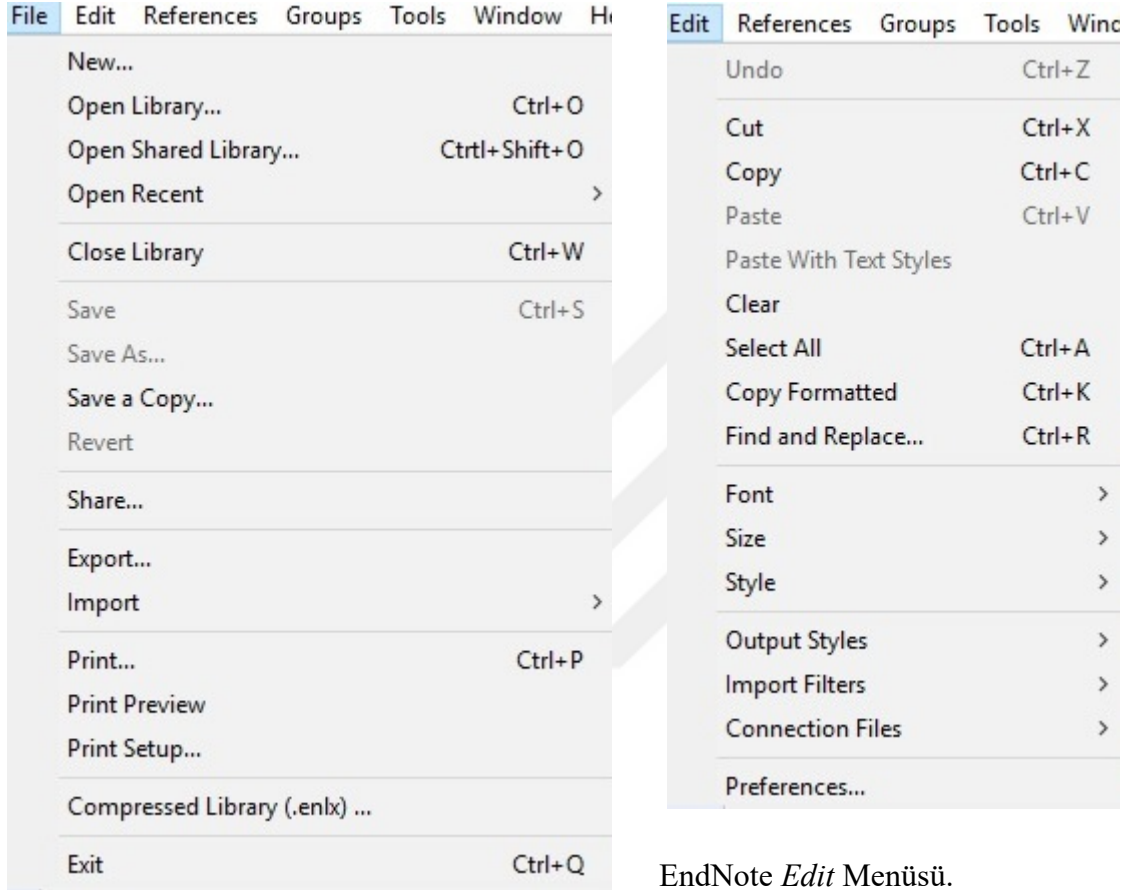 File Edit References Groups Tools Window
New...
Open Library... Ctrl+O
Open Shared Library... Ctrtl+Shift+O
Open Recent >
Close Library Ctrl+W
Save Ctrl+S
Save As...
Save a Copy...
Revert
Share...
Export...
Import >
Print... Ctrl+P
Print Preview
Print Setup...
Compressed Library (.enlx) ...
Exit Ctrl+Q
Edit References Groups Tools
Undo Ctrl+Z
Cut Ctrl+X
Copy Ctrl+C
Paste Ctrl+V
Paste With Text Styles
Clear
Select All Ctrl+A
Copy Formatted Ctrl+K
Find and Replace... Ctrl+R
Font >
Size >
Style >
Output Styles >
Import Filters >
Connection Files >
Preferences...
EndNote Edit Menüsü.